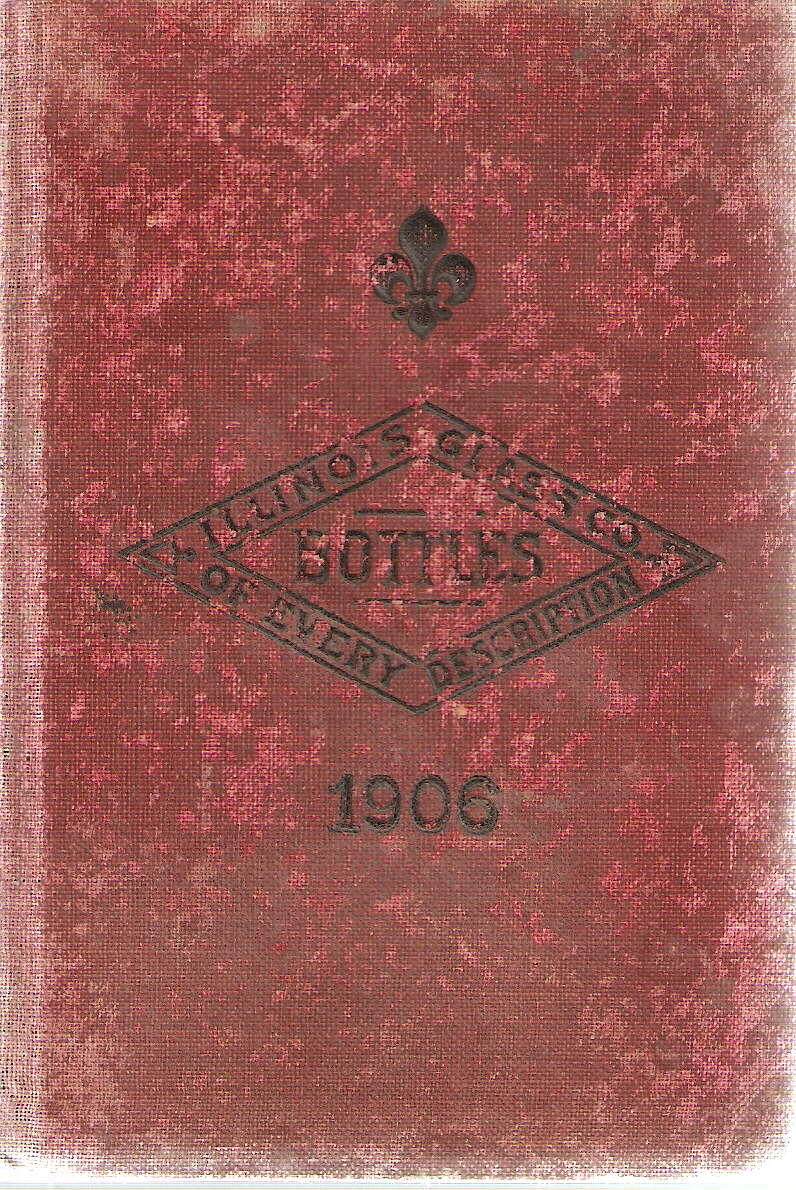 ILLINOIS GLASS CO.
BOTTLES
OF EVERY DESCRIPTION
1906